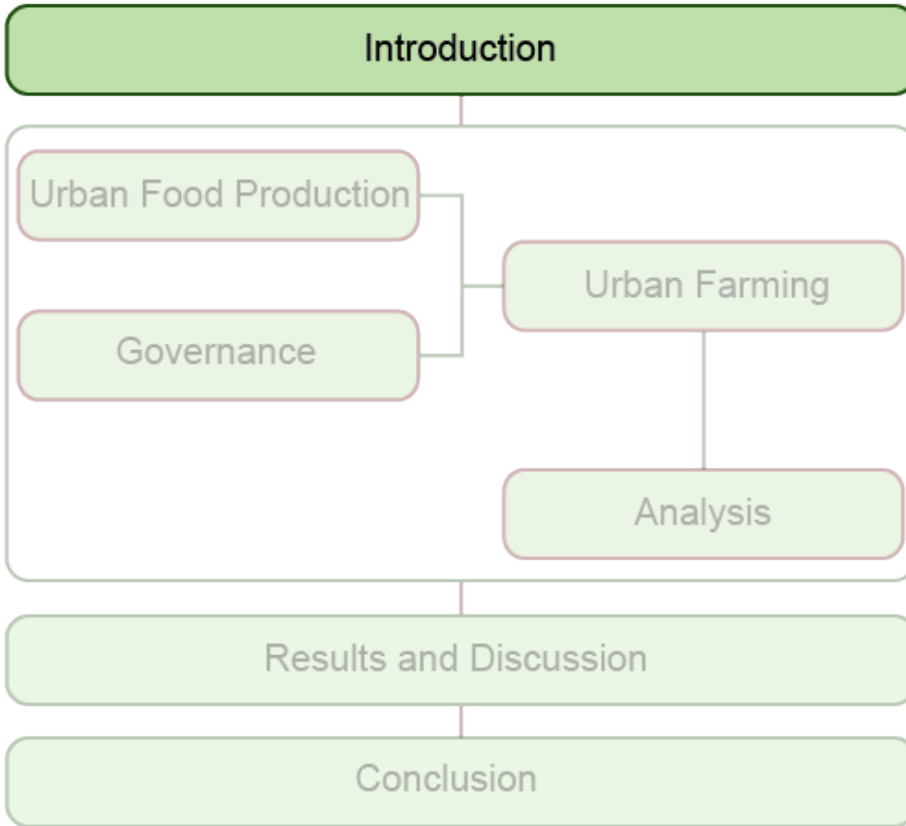 Introduction
Urban Food Production
Urban Farming
Governance
Analysis
Results and Discussion
Conclusion